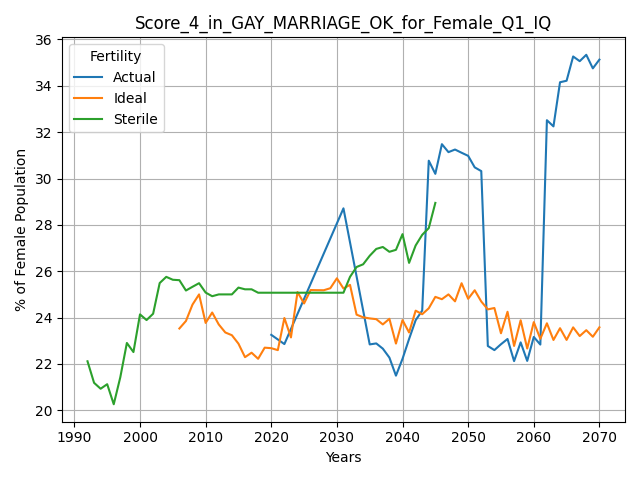 Score_4_in_GAY_MARRIAGE_OK_for_Female_Q1_IQ
Fertility
Actual
Ideal
Sterile
% of Female Population
36
34
32
30
28
26
24
22
20
1990
2000
2010
2020
2030
2040
2050
2060
2070
Years